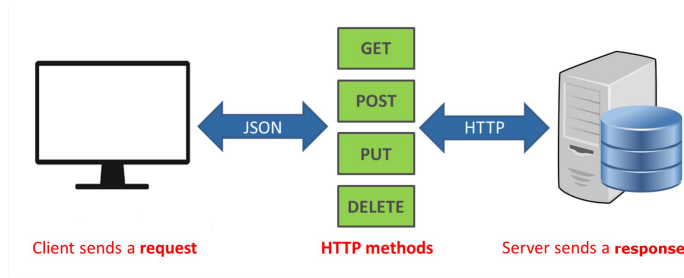 GET
POST
JSON
HTTP
PUT
DELETE
Client sends a request
HTTP methods
Server sends a response